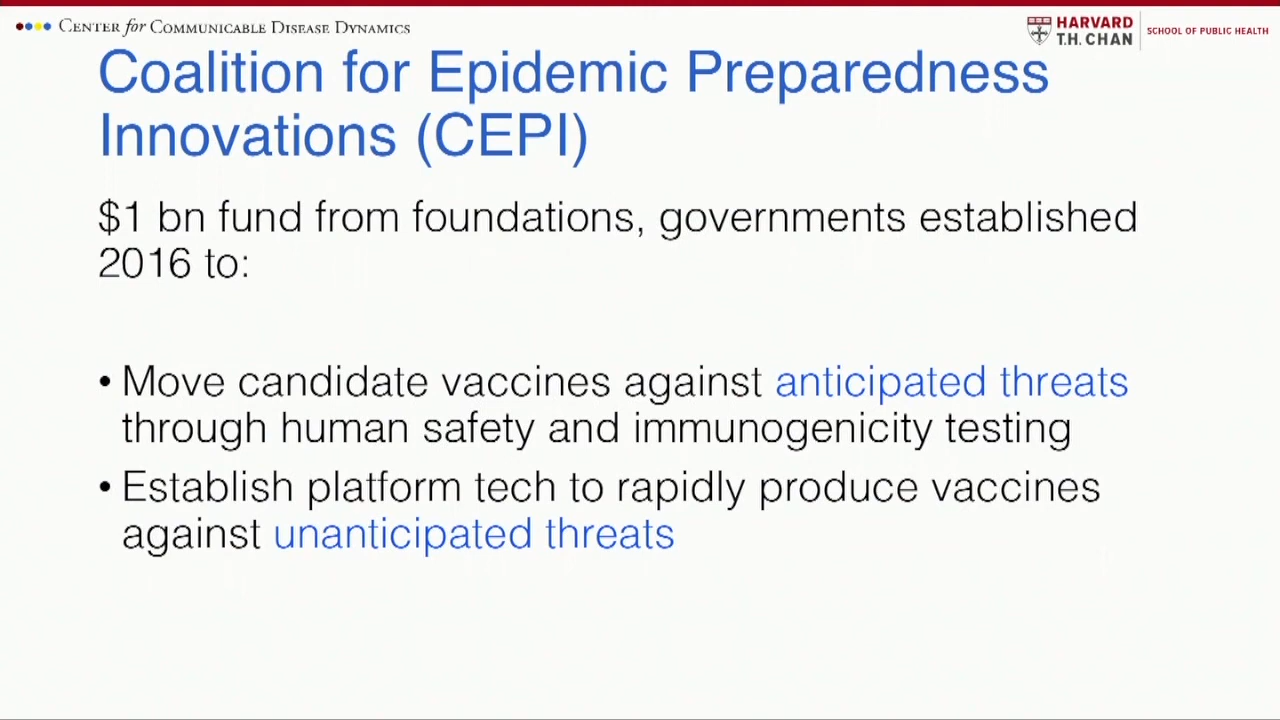 CENTER for COMMUNICABLE DISEASE DYNAMICS
HARVARD
T.H. CHAN
SCHOOL OF PUBLIC HEALTH
Coalition for Epidemic Preparedness
Innovations (CEPI)
$1 bn fund from foundations, governments established
2016 to:
• Move candidate vaccines against anticipated threats
through human safety and immunogenicity testing
• Establish platform tech to rapidly produce vaccines
against unanticipated threats